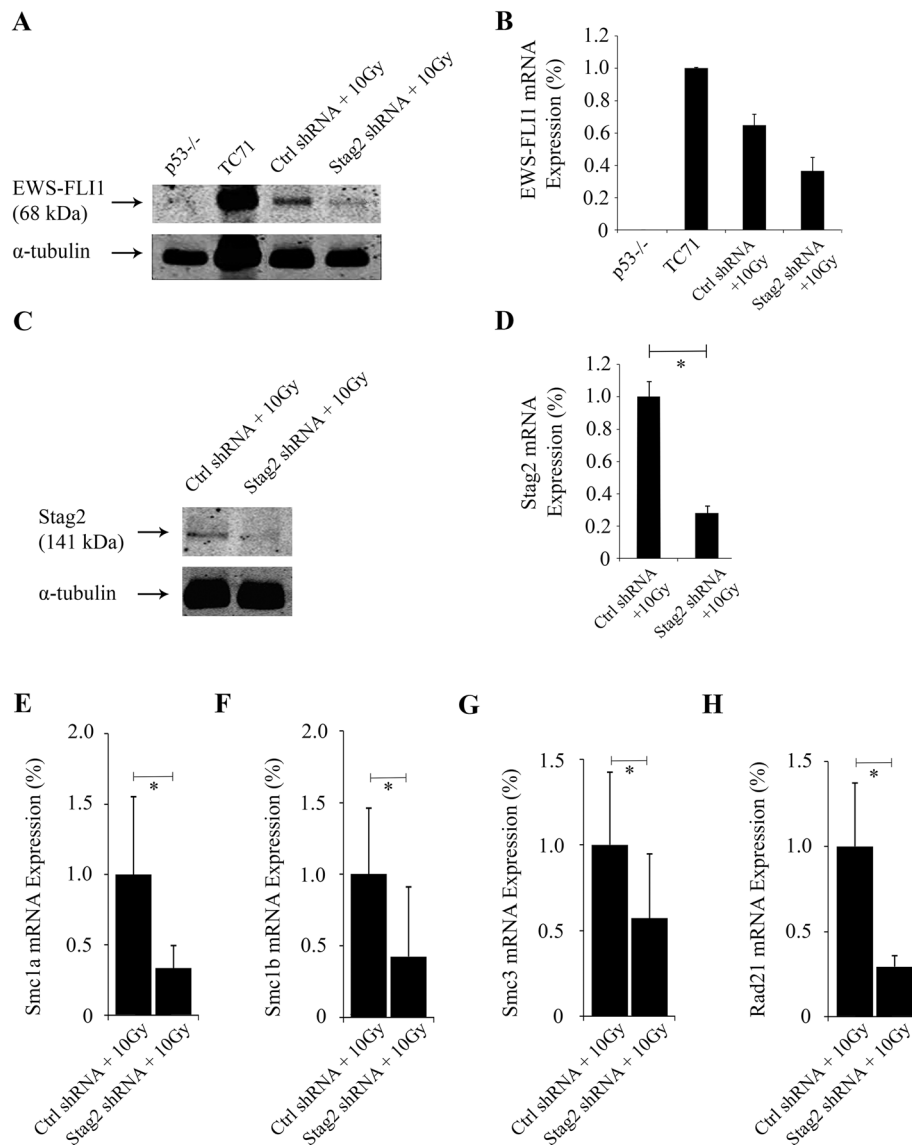 A
p53-/-
TC71
Ctrl shRNA + 10Gy
Stag2 shRNA + 10Gy
EWS-FLI1
(68 kDa)
α-tubulin
B
EWS-FLI1 mRNA
Expression (%)
1.2
1.0
0.8
0.6
0.4
0.2
0
p53-/-
TC71
Ctrl shRNA
+10Gy
Stag2 shRNA
+10Gy
C
Ctrl shRNA + 10Gy
Stag2 shRNA + 10Gy
Stag2
(141 kDa)
α-tubulin
D
Stag2 mRNA
Expression (%)
1.2
1.0
0.8
0.6
0.4
0.2
0
*
Ctrl shRNA
+10Gy
Stag2 shRNA
+10Gy
E
Smc1a mRNA Expression (%)
2.0
1.5
1.0
0.5
0
*
Ctrl shRNA + 10Gy
Stag2 shRNA + 10Gy
F
Smc1b mRNA Expression (%)
2.0
1.5
1.0
0.5
0
*
Ctrl shRNA + 10Gy
Stag2 shRNA + 10Gy
G
Smc3 mRNA Expression (%)
1.5
1.0
0.5
0
*
Ctrl shRNA + 10Gy
Stag2 shRNA + 10Gy
H
Rad21 mRNA Expression (%)
1.5
1.0
0.5
0
*
Ctrl shRNA + 10Gy
Stag2 shRNA + 10Gy